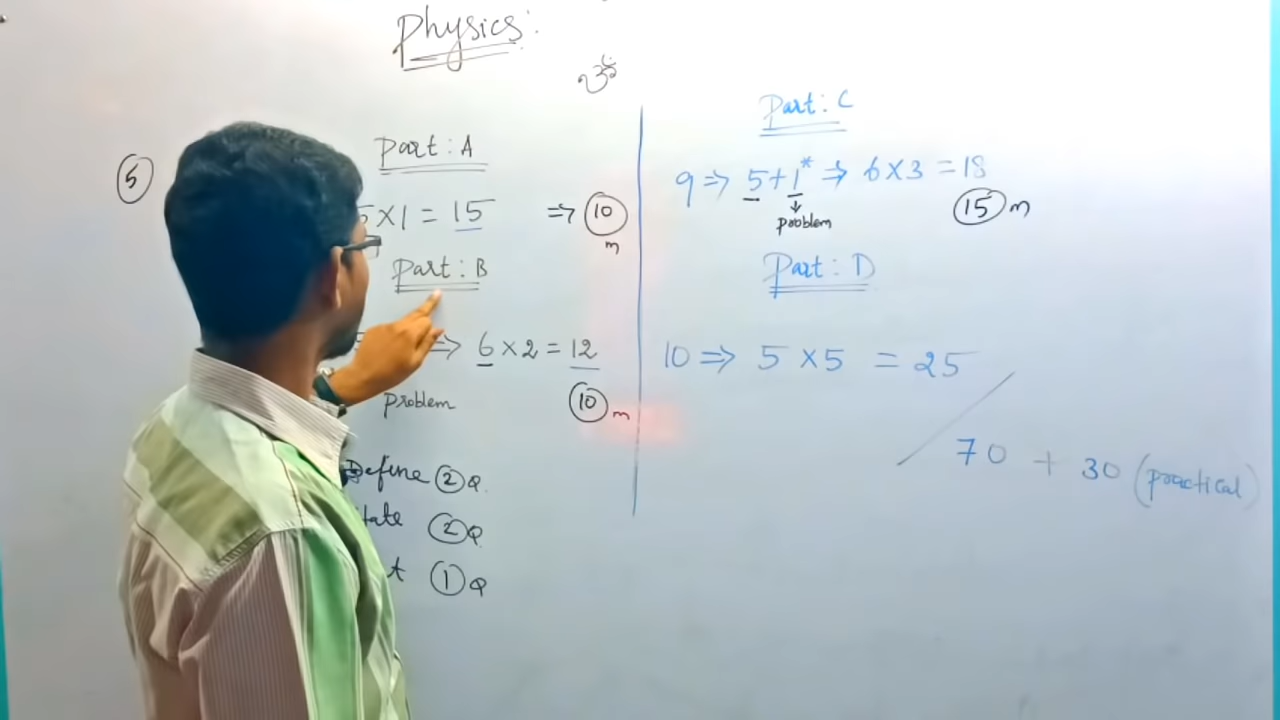 Physics:
5
Part: A
5 x 1 = 15 ⇒ 10
m
Part: B
⇒ 6 x 2 = 12
Problem
10 m
Define 2 Q.
2 Q
1 Q
Part: C
9 ⇒ 5 + 1* ⇒ 6 x 3 = 18
↓
problem
15 m
Part: D
10 ⇒ 5 x 5 = 25
70 + 30 (practical)